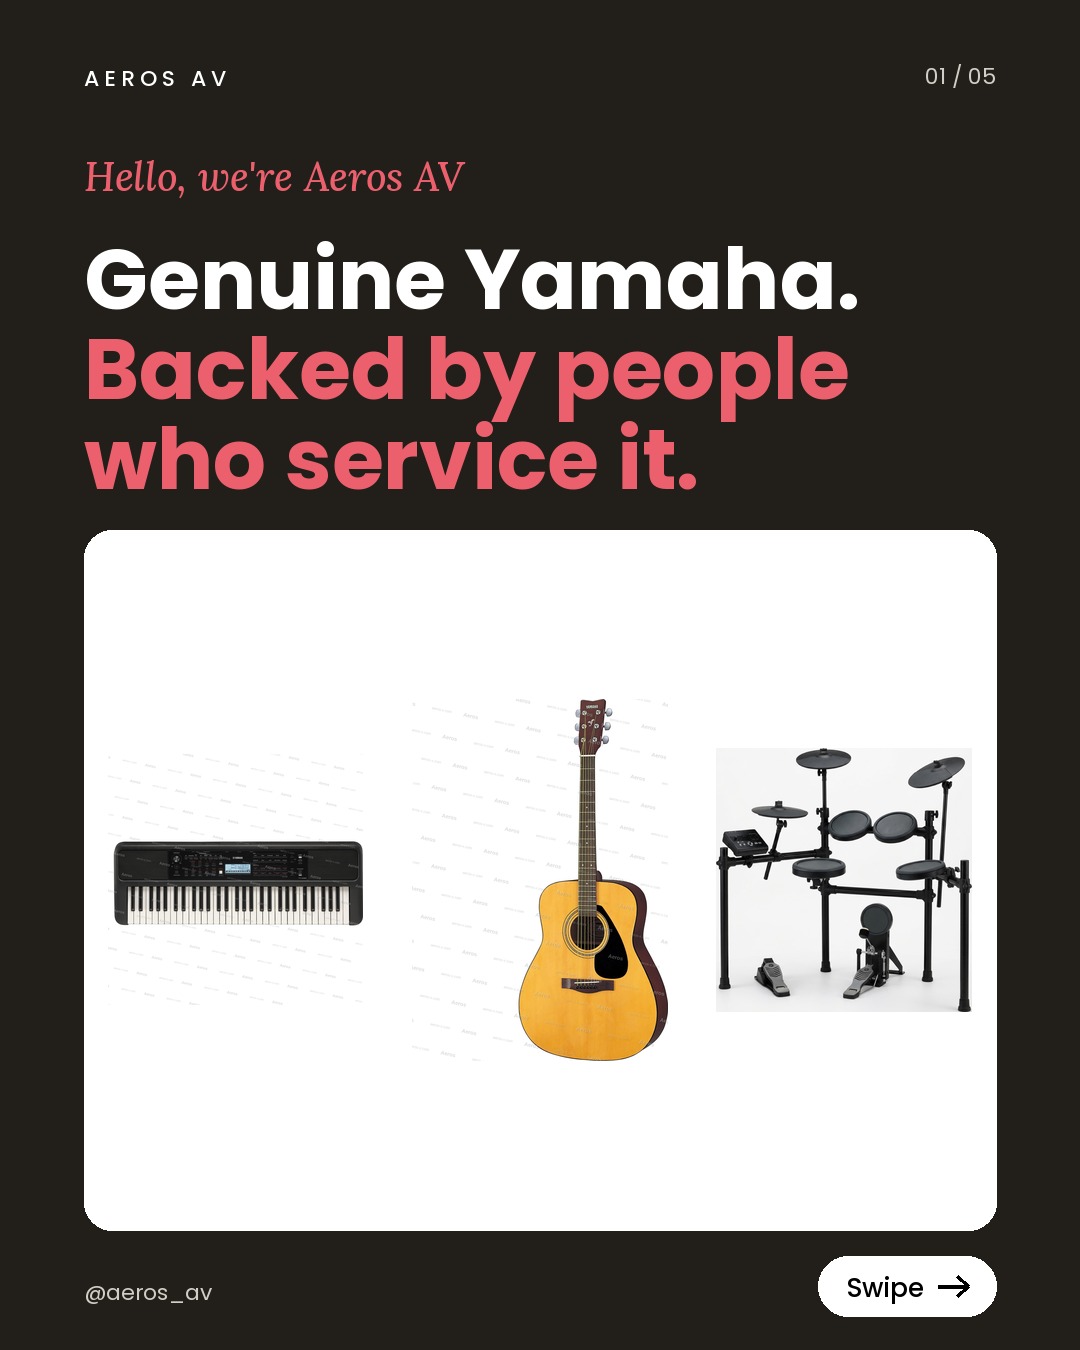 AEROS AV
01 / 05
Hello, we're Aeros AV
Genuine Yamaha.
Backed by people
who service it.
@aeros_av
Swipe →